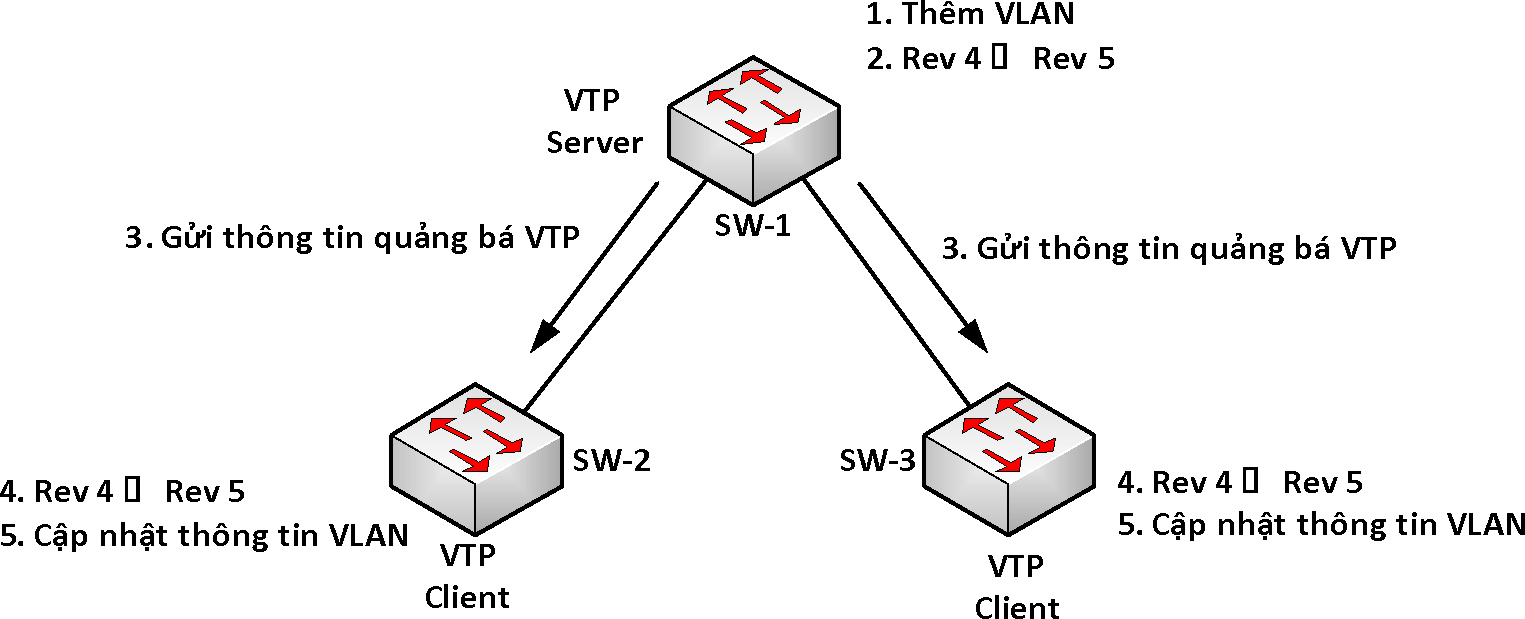 1. Thêm VLAN
2. Rev 4 ▯ Rev 5
VTP
Server
SW-1
3. Gửi thông tin quảng bá VTP
3. Gửi thông tin quảng bá VTP
SW-2
4. Rev 4 ▯ Rev 5
5. Cập nhật thông tin VLAN
VTP
Client
SW-3
4. Rev 4 ▯ Rev 5
5. Cập nhật thông tin VLAN
VTP
Client